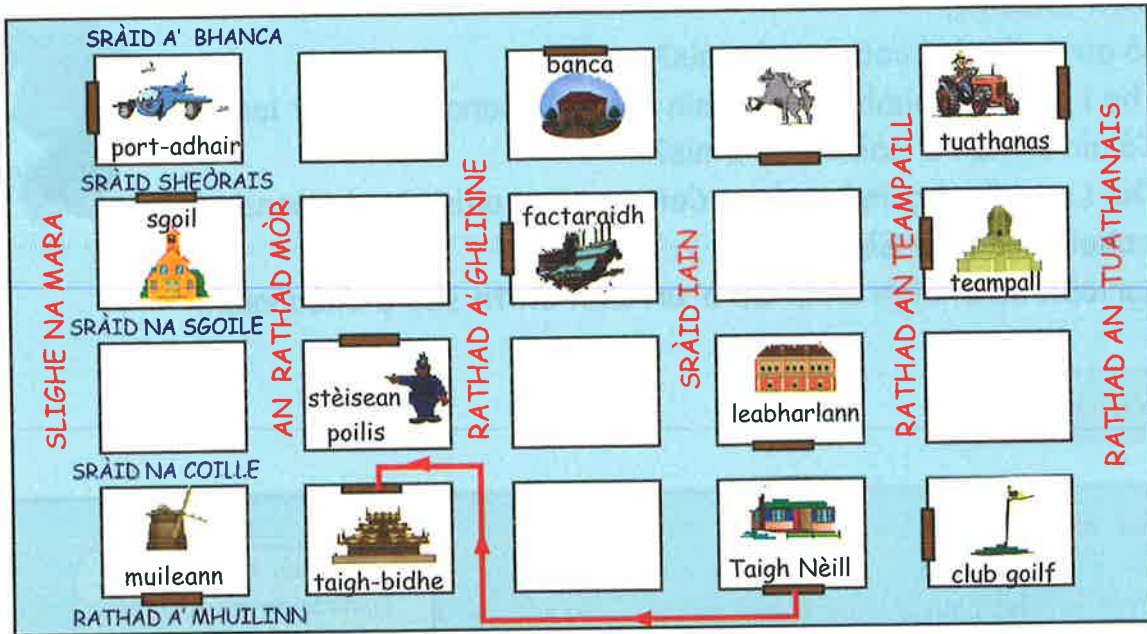 SRÀID A' BHANCA
port-adhair
banca
tuathanas
SRÀID SHEÒRAIS
sgoil
factaraidh
teampall
SRÀID NA SGOILE
stèisean
poilis
leabharlann
SRÀID NA COILLE
muileann
taigh-bidhe
Taigh Nèill
club goilf
RATHAD A' MHUILINN
SLIGHE NA MARA
AN RATHAD MÒR
RATHAD A' GHLINNE
SRÀID IAIN
RATHAD AN TEAMPAILL
RATHAD AN TUATHANAIS